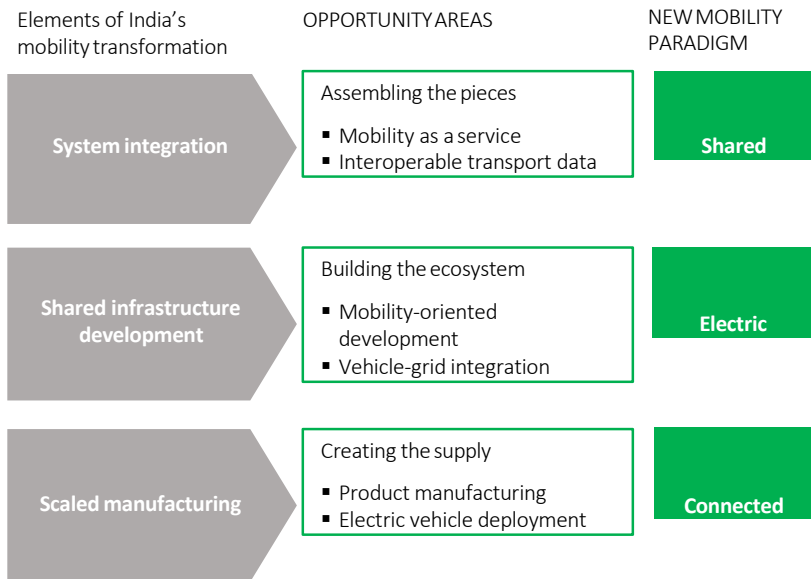 Elements of India's
mobility transformation
OPPORTUNITY AREAS
NEW MOBILITY
PARADIGM
System integration
Assembling the pieces
▪ Mobility as a service
▪ Interoperable transport data
Shared
Shared infrastructure
development
Building the ecosystem
▪ Mobility-oriented
development
▪ Vehicle-grid integration
Electric
Scaled manufacturing
Creating the supply
▪ Product manufacturing
▪ Electric vehicle deployment
Connected